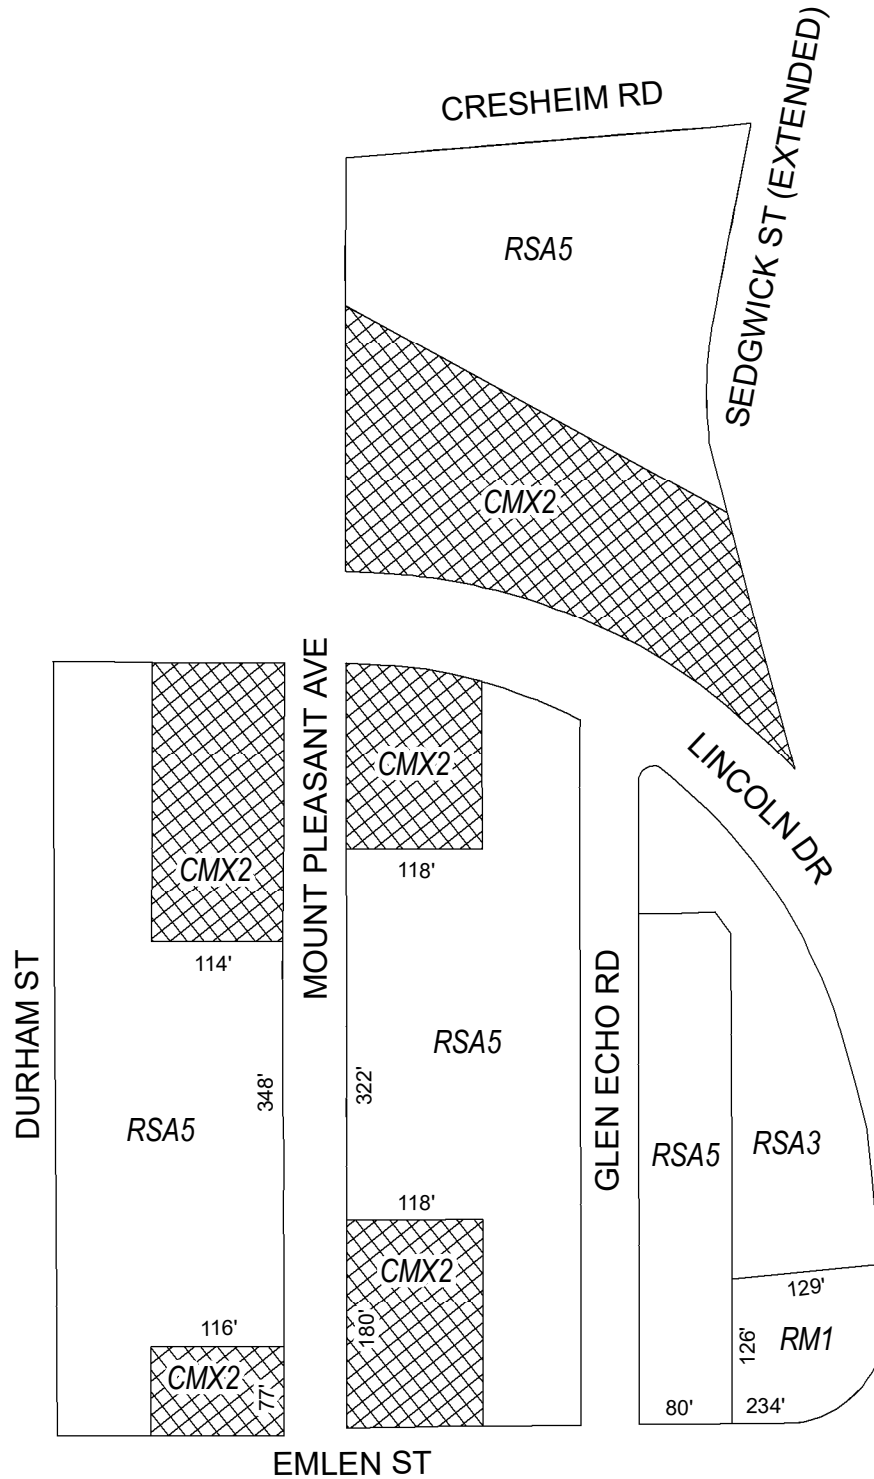 CRESHEIM RD
SEDGWICK ST (EXTENDED)
RSA5
CMX2
MOUNT PLEASANT AVE
LINCOLN DR
CMX2
CMX2
118'
114'
DURHAM ST
GLEN ECHO RD
RSA5
348'
322'
RSA5
RSA5
RSA3
118'
CMX2
129'
180'
116'
126'
RM1
CMX2
77'
80'
234'
EMLEN ST